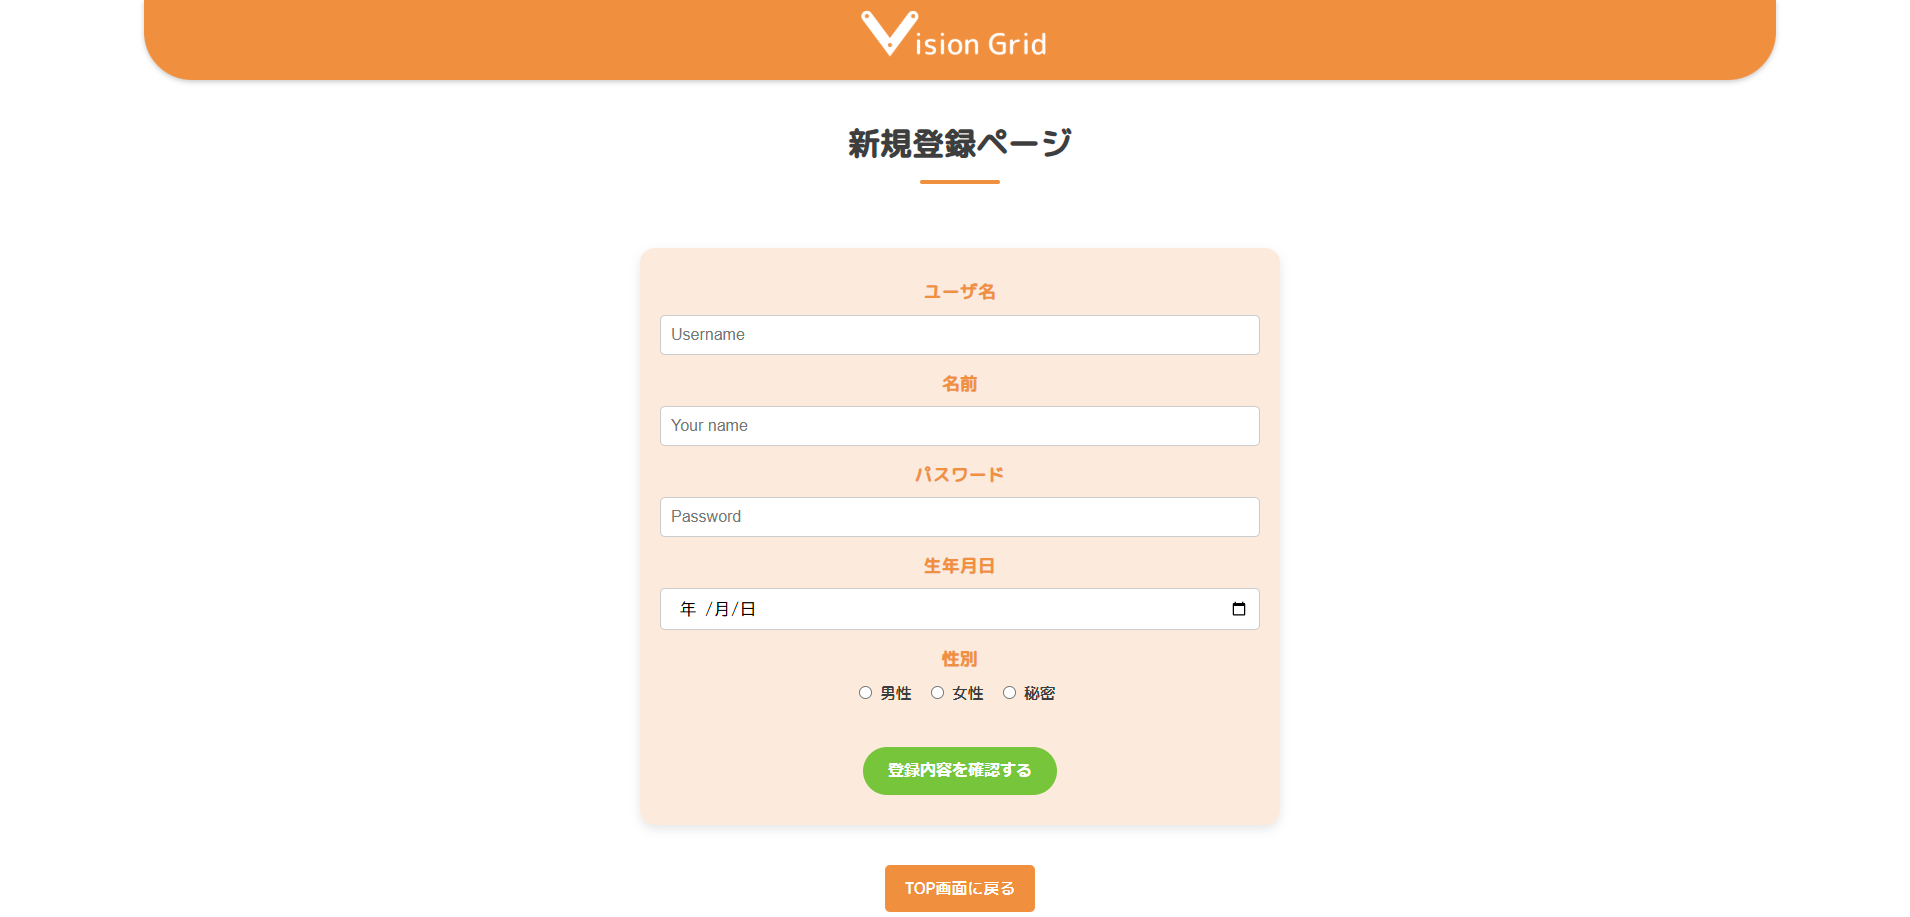 Vision Grid
新規登録ページ
ユーザ名
Username
名前
Your name
パスワード
Password
生年月日
年 /月/日
性別
男性 女性 秘密
登録内容を確認する
TOP画面に戻る